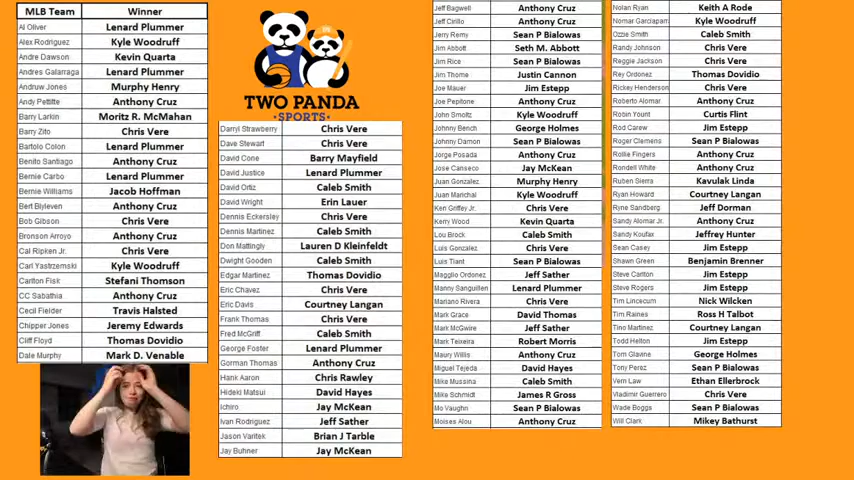 MLB Team Winner
Al Oliver Lenard Plummer
Alex Rodriguez Kyle Woodruff
Andre Dawson Kevin Quarta
Andres Galarraga Lenard Plummer
Andruw Jones Murphy Henry
Andy Pettitte Anthony Cruz
Barry Larkin Moritz R. McMahan
Barry Zito Chris Vere
Bartolo Colon Lenard Plummer
Benito Santiago Anthony Cruz
Bernie Carbo Lenard Plummer
Bernie Williams Jacob Hoffman
Bert Blyleven Anthony Cruz
Bob Gibson Chris Vere
Bronson Arroyo Anthony Cruz
Cal Ripken Jr. Chris Vere
Carl Yastrzemski Kyle Woodruff
Carlton Fisk Stefani Thomson
CC Sabathia Anthony Cruz
Cecil Fielder Travis Halsted
Chipper Jones Jeremy Edwards
Cliff Floyd Thomas Dovidio
Dale Murphy Mark D. Venable
TWO PANDA
SPORTS
Darryl Strawberry Chris Vere
Dave Stewart Chris Vere
David Cone Barry Mayfield
David Justice Lenard Plummer
David Ortiz Caleb Smith
David Wright Erin Lauer
Dennis Eckersley Chris Vere
Dennis Martinez Caleb Smith
Don Mattingly Lauren D Kleinfeldt
Dwight Gooden Caleb Smith
Edgar Martinez Thomas Dovidio
Eric Chavez Chris Vere
Eric Davis Courtney Langan
Frank Thomas Chris Vere
Fred McGriff Caleb Smith
George Foster Lenard Plummer
Gorman Thomas Anthony Cruz
Hank Aaron Chris Rawley
Hideki Matsui David Hayes
Ichiro Jay McKean
Ivan Rodriguez Jeff Sather
Jason Varitek Brian J Tarble
Jay Buhner Jay McKean
Jeff Bagwell Anthony Cruz
Jeff Cirillo Anthony Cruz
Jerry Remy Sean P Bialowas
Jim Abbott Seth M. Abbott
Jim Rice Sean P Bialowas
Jim Thome Justin Cannon
Joe Mauer Jim Estepp
Joe Pepitone Anthony Cruz
John Smoltz Kyle Woodruff
Johnny Bench George Holmes
Johnny Damon Sean P Bialowas
Jorge Posada Anthony Cruz
Jose Canseco Jay McKean
Juan Gonzalez Murphy Henry
Juan Marichal Kyle Woodruff
Ken Griffey Jr. Chris Vere
Kerry Wood Kevin Quarta
Lou Brock Caleb Smith
Luis Gonzalez Chris Vere
Luis Tiant Sean P Bialowas
Magglio Ordonez Jeff Sather
Manny Sanguillen Lenard Plummer
Mariano Rivera Chris Vere
Mark Grace David Thomas
Mark McGwire Jeff Sather
Mark Teixeira Robert Morris
Maury Willis Anthony Cruz
Miguel Tejeda David Hayes
Mike Mussina Caleb Smith
Mike Schmidt James R Gross
Mo Vaughn Sean P Bialowas
Moises Alou Anthony Cruz
Nolan Ryan Keith A Rode
Nomar Garciaparr Kyle Woodruff
Ozzie Smith Caleb Smith
Randy Johnson Chris Vere
Reggie Jackson Chris Vere
Rey Ordonez Thomas Dovidio
Rickey Henderson Chris Vere
Roberto Alomar Anthony Cruz
Robin Yount Curtis Flint
Rod Carew Jim Estepp
Roger Clemens Sean P Bialowas
Rollie Fingers Anthony Cruz
Rondell White Anthony Cruz
Ruben Sierra Kavulak Linda
Ryan Howard Courtney Langan
Ryne Sandberg Jeff Dorman
Sandy Alomar Jr. Anthony Cruz
Sandy Koufax Jeffrey Hunter
Sean Casey Jim Estepp
Shawn Green Benjamin Brenner
Steve Carlton Jim Estepp
Steve Rogers Jim Estepp
Tim Lincecum Nick Wilcken
Tim Raines Ross H Talbot
Tino Martinez Courtney Langan
Todd Helton Jim Estepp
Tom Glavine George Holmes
Tony Perez Sean P Bialowas
Vern Law Ethan Ellerbrock
Vladimir Guerrero Chris Vere
Wade Boggs Sean P Bialowas
Will Clark Mikey Bathurst